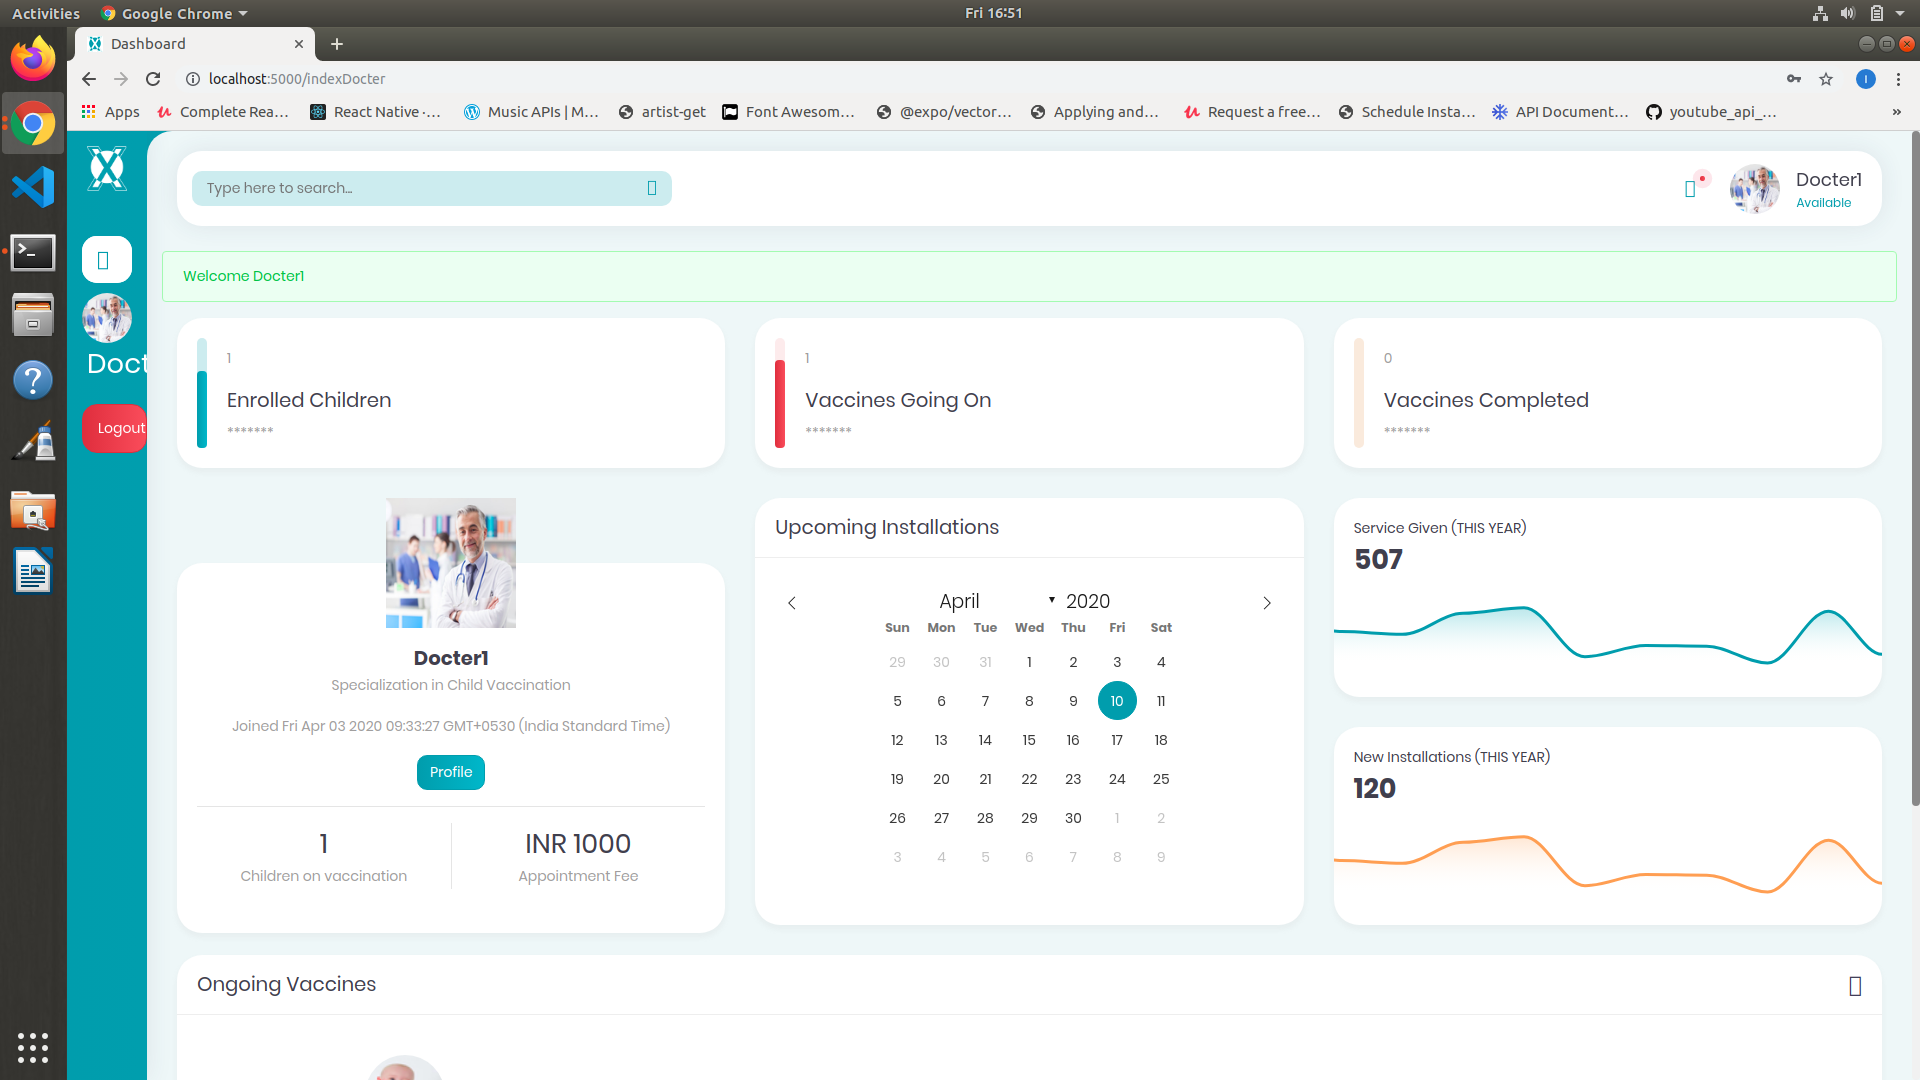 Activities Google Chrome Fri 16:51
Dashboard
localhost:5000/indexDocter
Apps Complete Rea... React Native ·... Music APIs | M... artist-get Font Awesom... @expo/vector... Applying and... Request a free... Schedule Insta... API Document... youtube_api_... »
Type here to search...
Docter1
Available
Doct
Logout
Welcome Docter1
1
Enrolled Children
*******
1
Vaccines Going On
*******
0
Vaccines Completed
*******
Docter1
Specialization in Child Vaccination
Joined Fri Apr 03 2020 09:33:27 GMT+0530 (India Standard Time)
Profile
1
Children on vaccination
INR 1000
Appointment Fee
Upcoming Installations
April 2020
Sun Mon Tue Wed Thu Fri Sat
29 30 31 1 2 3 4
5 6 7 8 9 10 11
12 13 14 15 16 17 18
19 20 21 22 23 24 25
26 27 28 29 30 1 2
3 4 5 6 7 8 9
Service Given (THIS YEAR)
507
New Installations (THIS YEAR)
120
Ongoing Vaccines